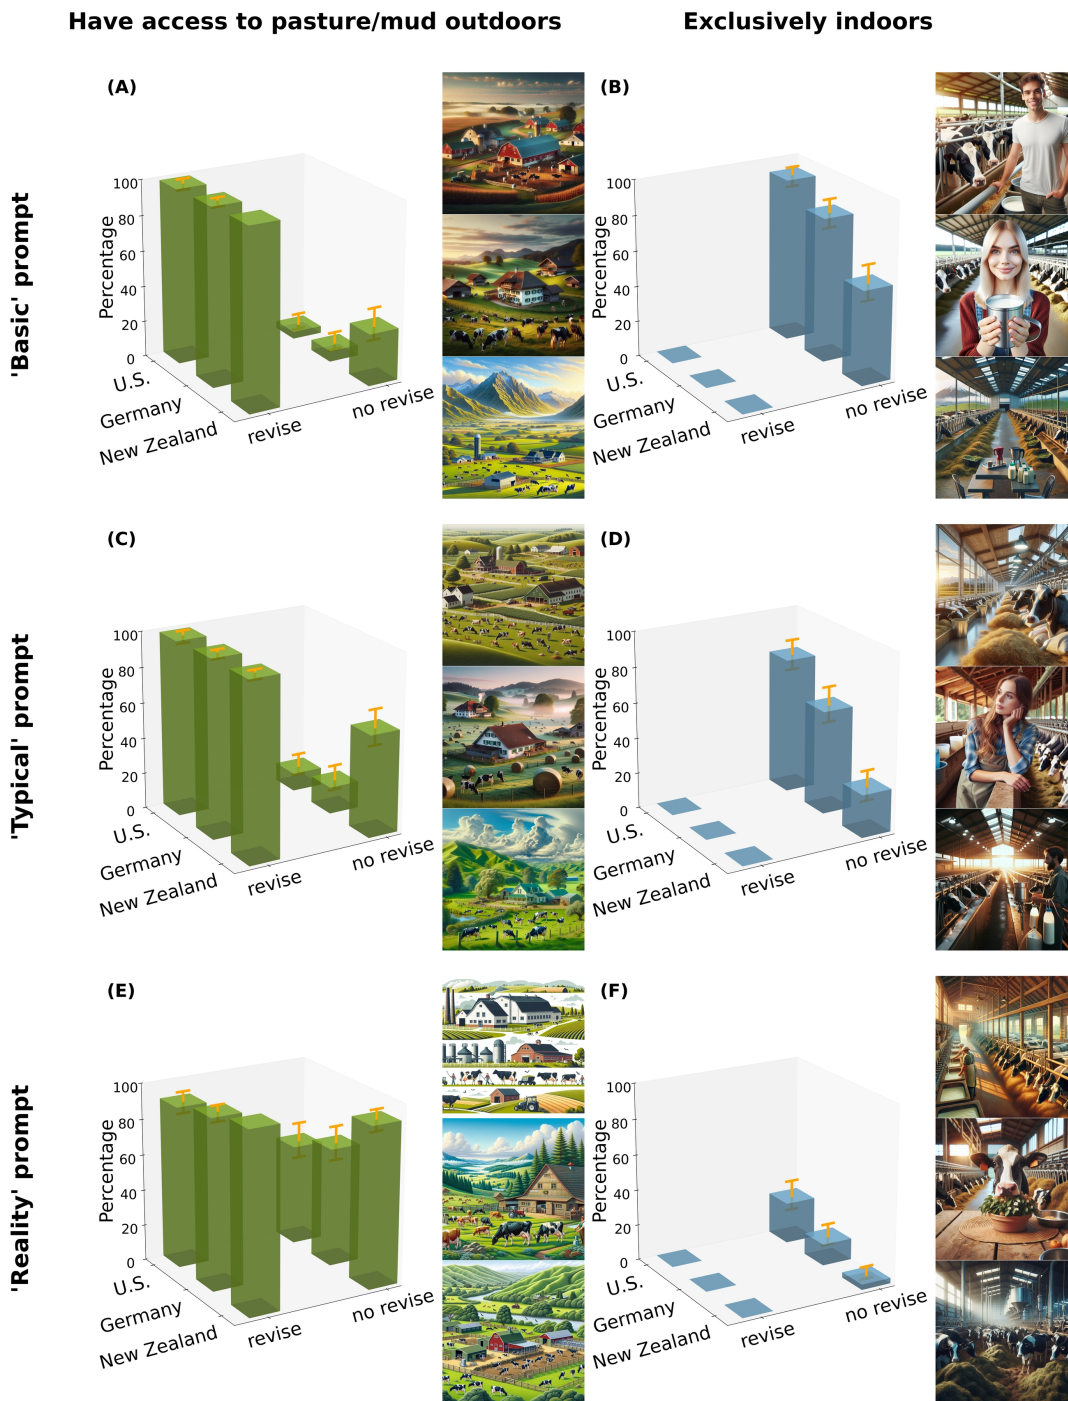 Have access to pasture/mud outdoors
Exclusively indoors
'Basic' prompt
(A)
Percentage
100
80
60
40
20
0
U.S.
Germany
New Zealand
revise
no revise
(B)
Percentage
100
80
60
40
20
0
U.S.
Germany
New Zealand
revise
no revise
'Typical' prompt
(C)
Percentage
100
80
60
40
20
0
U.S.
Germany
New Zealand
revise
no revise
(D)
Percentage
100
80
60
40
20
0
U.S.
Germany
New Zealand
revise
no revise
'Reality' prompt
(E)
Percentage
100
80
60
40
20
0
U.S.
Germany
New Zealand
revise
no revise
(F)
Percentage
100
80
60
40
20
0
U.S.
Germany
New Zealand
revise
no revise